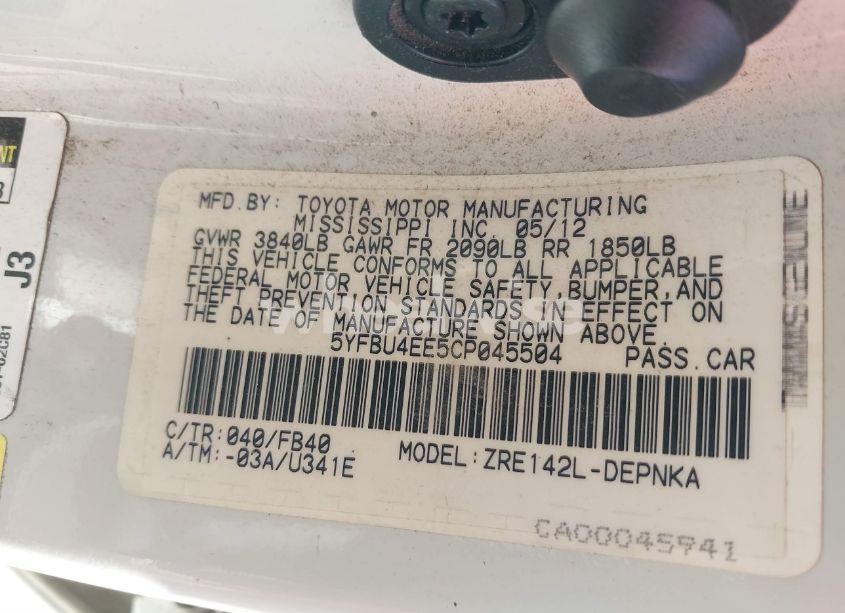 MFD.BY: TOYOTA MOTOR MANUFACTURING
MISSISSIPPI INC. 05/12
GVWR 3840LB GAWR FR 2090LB RR 1850LB
THIS VEHICLE CONFORMS TO ALL APPLICABLE
FEDERAL MOTOR VEHICLE SAFETY,BUMPER,AND
THEFT PREVENTION STANDARDS IN EFFECT ON
THE DATE OF MANUFACTURE SHOWN ABOVE.
5YFBU4EE5CP045504 PASS.CAR
C/TR:040/FB40
A/TM:-03A/U341E
MODEL:ZRE142L-DEPNKA
CA00045941
J3